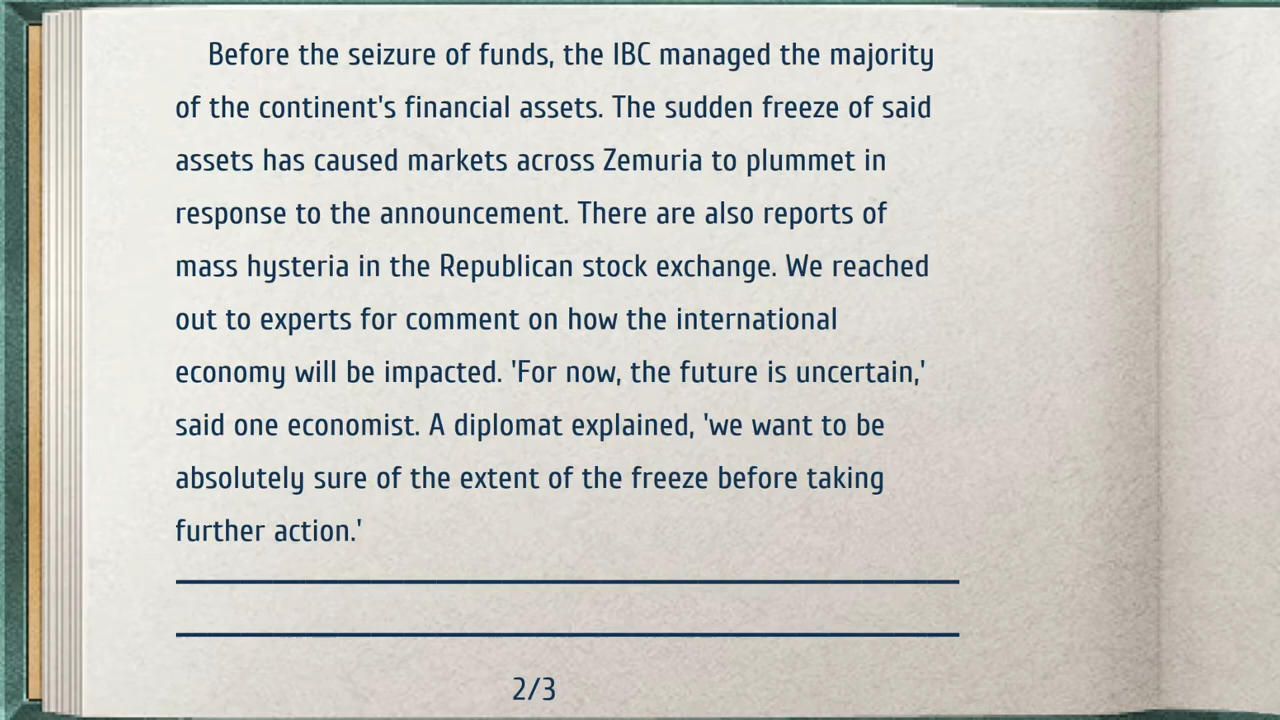 Before the seizure of funds, the IBC managed the majority
of the continent's financial assets. The sudden freeze of said
assets has caused markets across Zemuria to plummet in
response to the announcement. There are also reports of
mass hysteria in the Republican stock exchange. We reached
out to experts for comment on how the international
economy will be impacted. 'For now, the future is uncertain,'
said one economist. A diplomat explained, 'we want to be
absolutely sure of the extent of the freeze before taking
further action.'
2/3